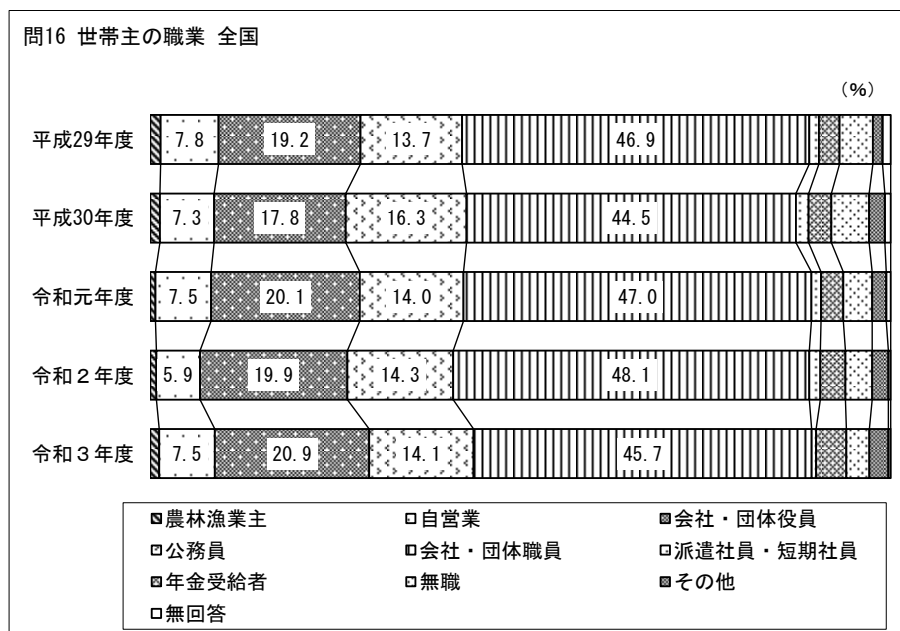 問16 世帯主の職業 全国
(%)
平成29年度 7.8 19.2 13.7 46.9
平成30年度 7.3 17.8 16.3 44.5
令和元年度 7.5 20.1 14.0 47.0
令和２年度 5.9 19.9 14.3 48.1
令和３年度 7.5 20.9 14.1 45.7
農林漁業主 自営業 会社・団体役員
公務員 会社・団体職員 派遣社員・短期社員
年金受給者 無職 その他
無回答